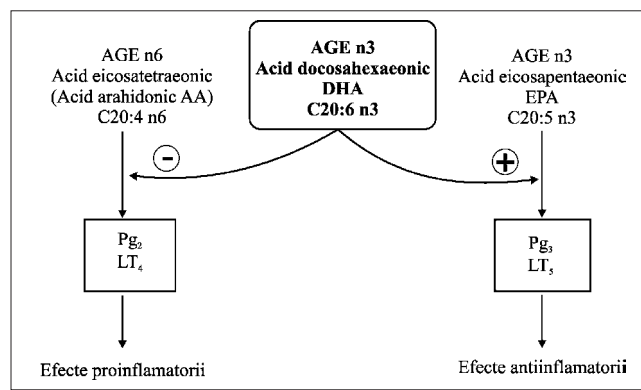 AGE n6
Acid eicosatetraeonic
(Acid arahidonic AA)
C20:4 n6
AGE n3
Acid docosahexaeonic
DHA
C20:6 n3
AGE n3
Acid eicosapentaeonic
EPA
C20:5 n3
-
+
Pg₂
LT₄
Pg₃
LT₅
Efecte proinflamatorii
Efecte antiinflamatorii